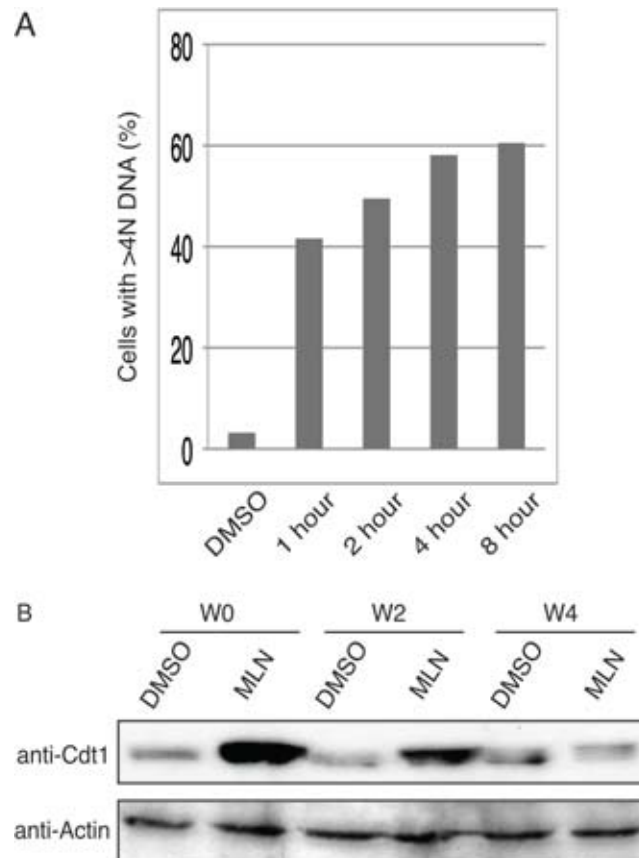 A
Cells with >4N DNA (%)
80
60
40
20
0
DMSO
1 hour
2 hour
4 hour
8 hour
B
W0 W2 W4
DMSO MLN DMSO MLN DMSO MLN
anti-Cdt1
anti-Actin